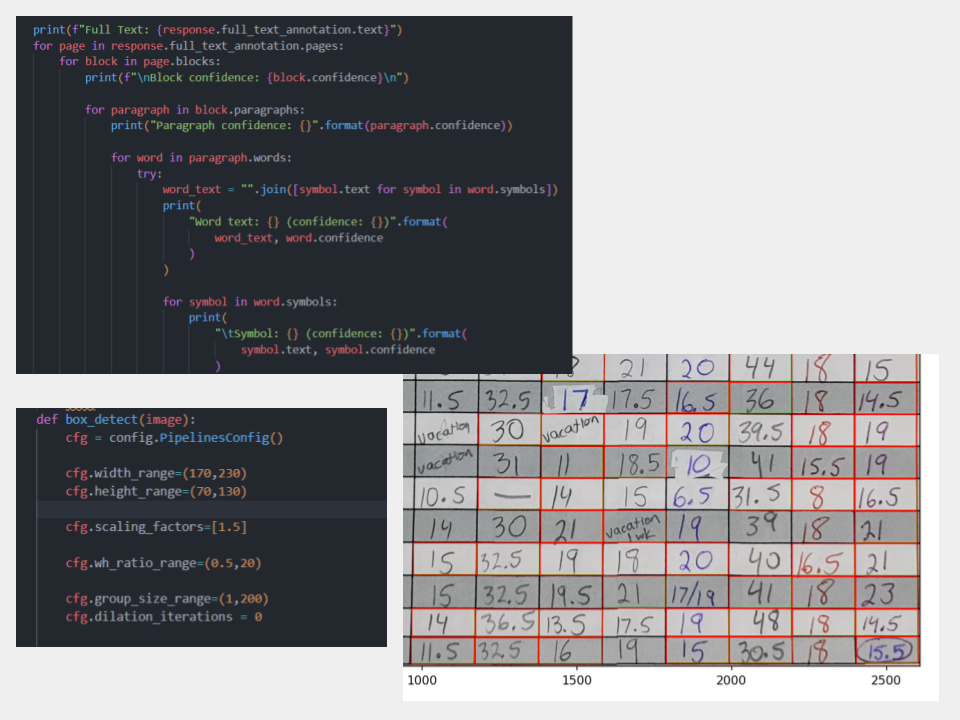 print(f"Full Text: {response.full_text_annotation.text}")
for page in response.full_text_annotation.pages:
for block in page.blocks:
print(f"\nBlock confidence: {block.confidence}\n")
for paragraph in block.paragraphs:
print("Paragraph confidence: {}".format(paragraph.confidence))
for word in paragraph.words:
try:
word_text = "".join([symbol.text for symbol in word.symbols])
print(
"Word text: {} (confidence: {})".format(
word_text, word.confidence
)
)
for symbol in word.symbols:
print(
"\tSymbol: {} (confidence: {})".format(
symbol.text, symbol.confidence
)
def box_detect(image):
cfg = config.PipelinesConfig()
cfg.width_range=(170,230)
cfg.height_range=(70,130)
cfg.scaling_factors=[1.5]
cfg.wh_ratio_range=(0.5,20)
cfg.group_size_range=(1,200)
cfg.dilation_iterations = 0
21 20 44 18 15
11.5 32.5 17 17.5 16.5 36 18 14.5
vacation 30 vacation 19 20 39.5 18 19
vacation 31 11 18.5 10 41 15.5 19
10.5 — 14 15 6.5 31.5 8 16.5
14 30 21 vacation 1 wk 19 39 18 21
15 32.5 19 18 20 40 16.5 21
15 32.5 19.5 21 17/19 41 18 23
14 36.5 13.5 17.5 19 48 18 14.5
11.5 32.5 16 19 15 30.5 18 15.5
1000 1500 2000 2500